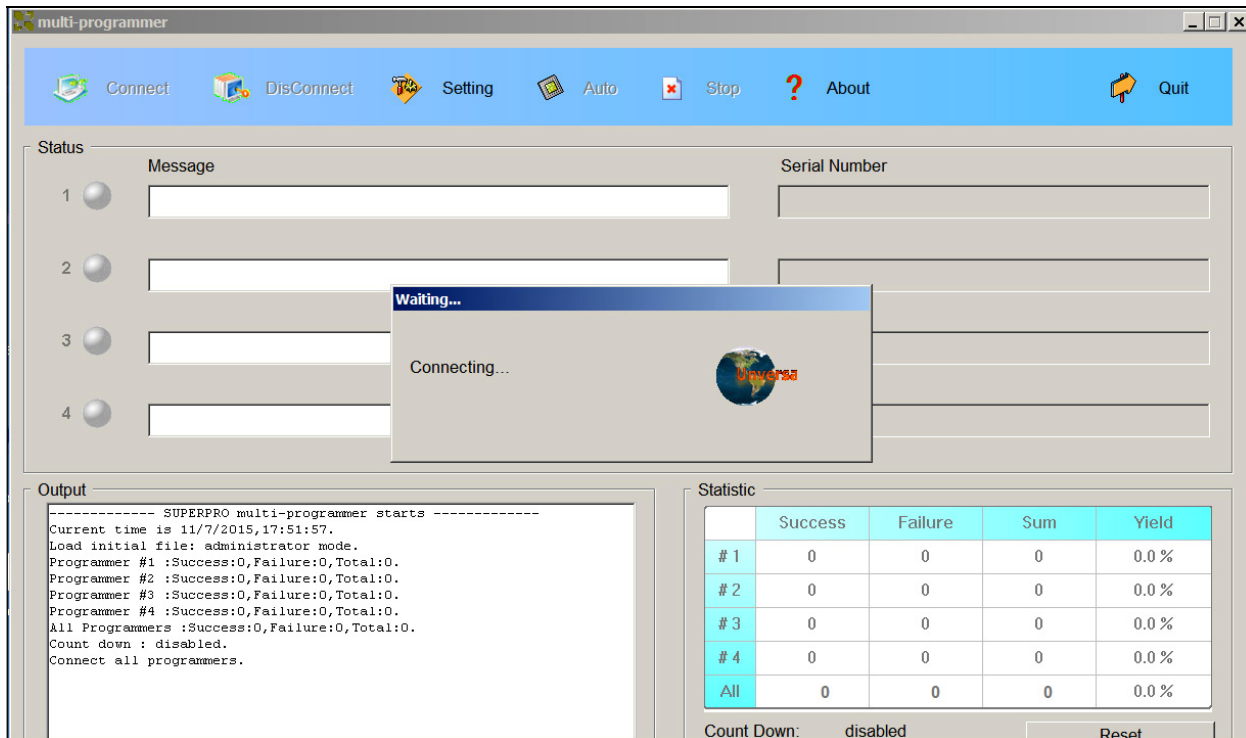 multi-programmer
Connect DisConnect Setting Auto Stop ? About Quit
Status
Message Serial Number
1
2
3
4
Waiting...
Connecting...
Unversa
Output
------------- SUPERPRO multi-programmer starts -------------
Current time is 11/7/2015,17:51:57.
Load initial file: administrator mode.
Programmer #1 :Success:0,Failure:0,Total:0.
Programmer #2 :Success:0,Failure:0,Total:0.
Programmer #3 :Success:0,Failure:0,Total:0.
Programmer #4 :Success:0,Failure:0,Total:0.
All Programmers :Success:0,Failure:0,Total:0.
Count down : disabled.
Connect all programmers.
Statistic
Success Failure Sum Yield
# 1 0 0 0 0.0 %
# 2 0 0 0 0.0 %
# 3 0 0 0 0.0 %
# 4 0 0 0 0.0 %
All 0 0 0 0.0 %
Count Down: disabled Reset